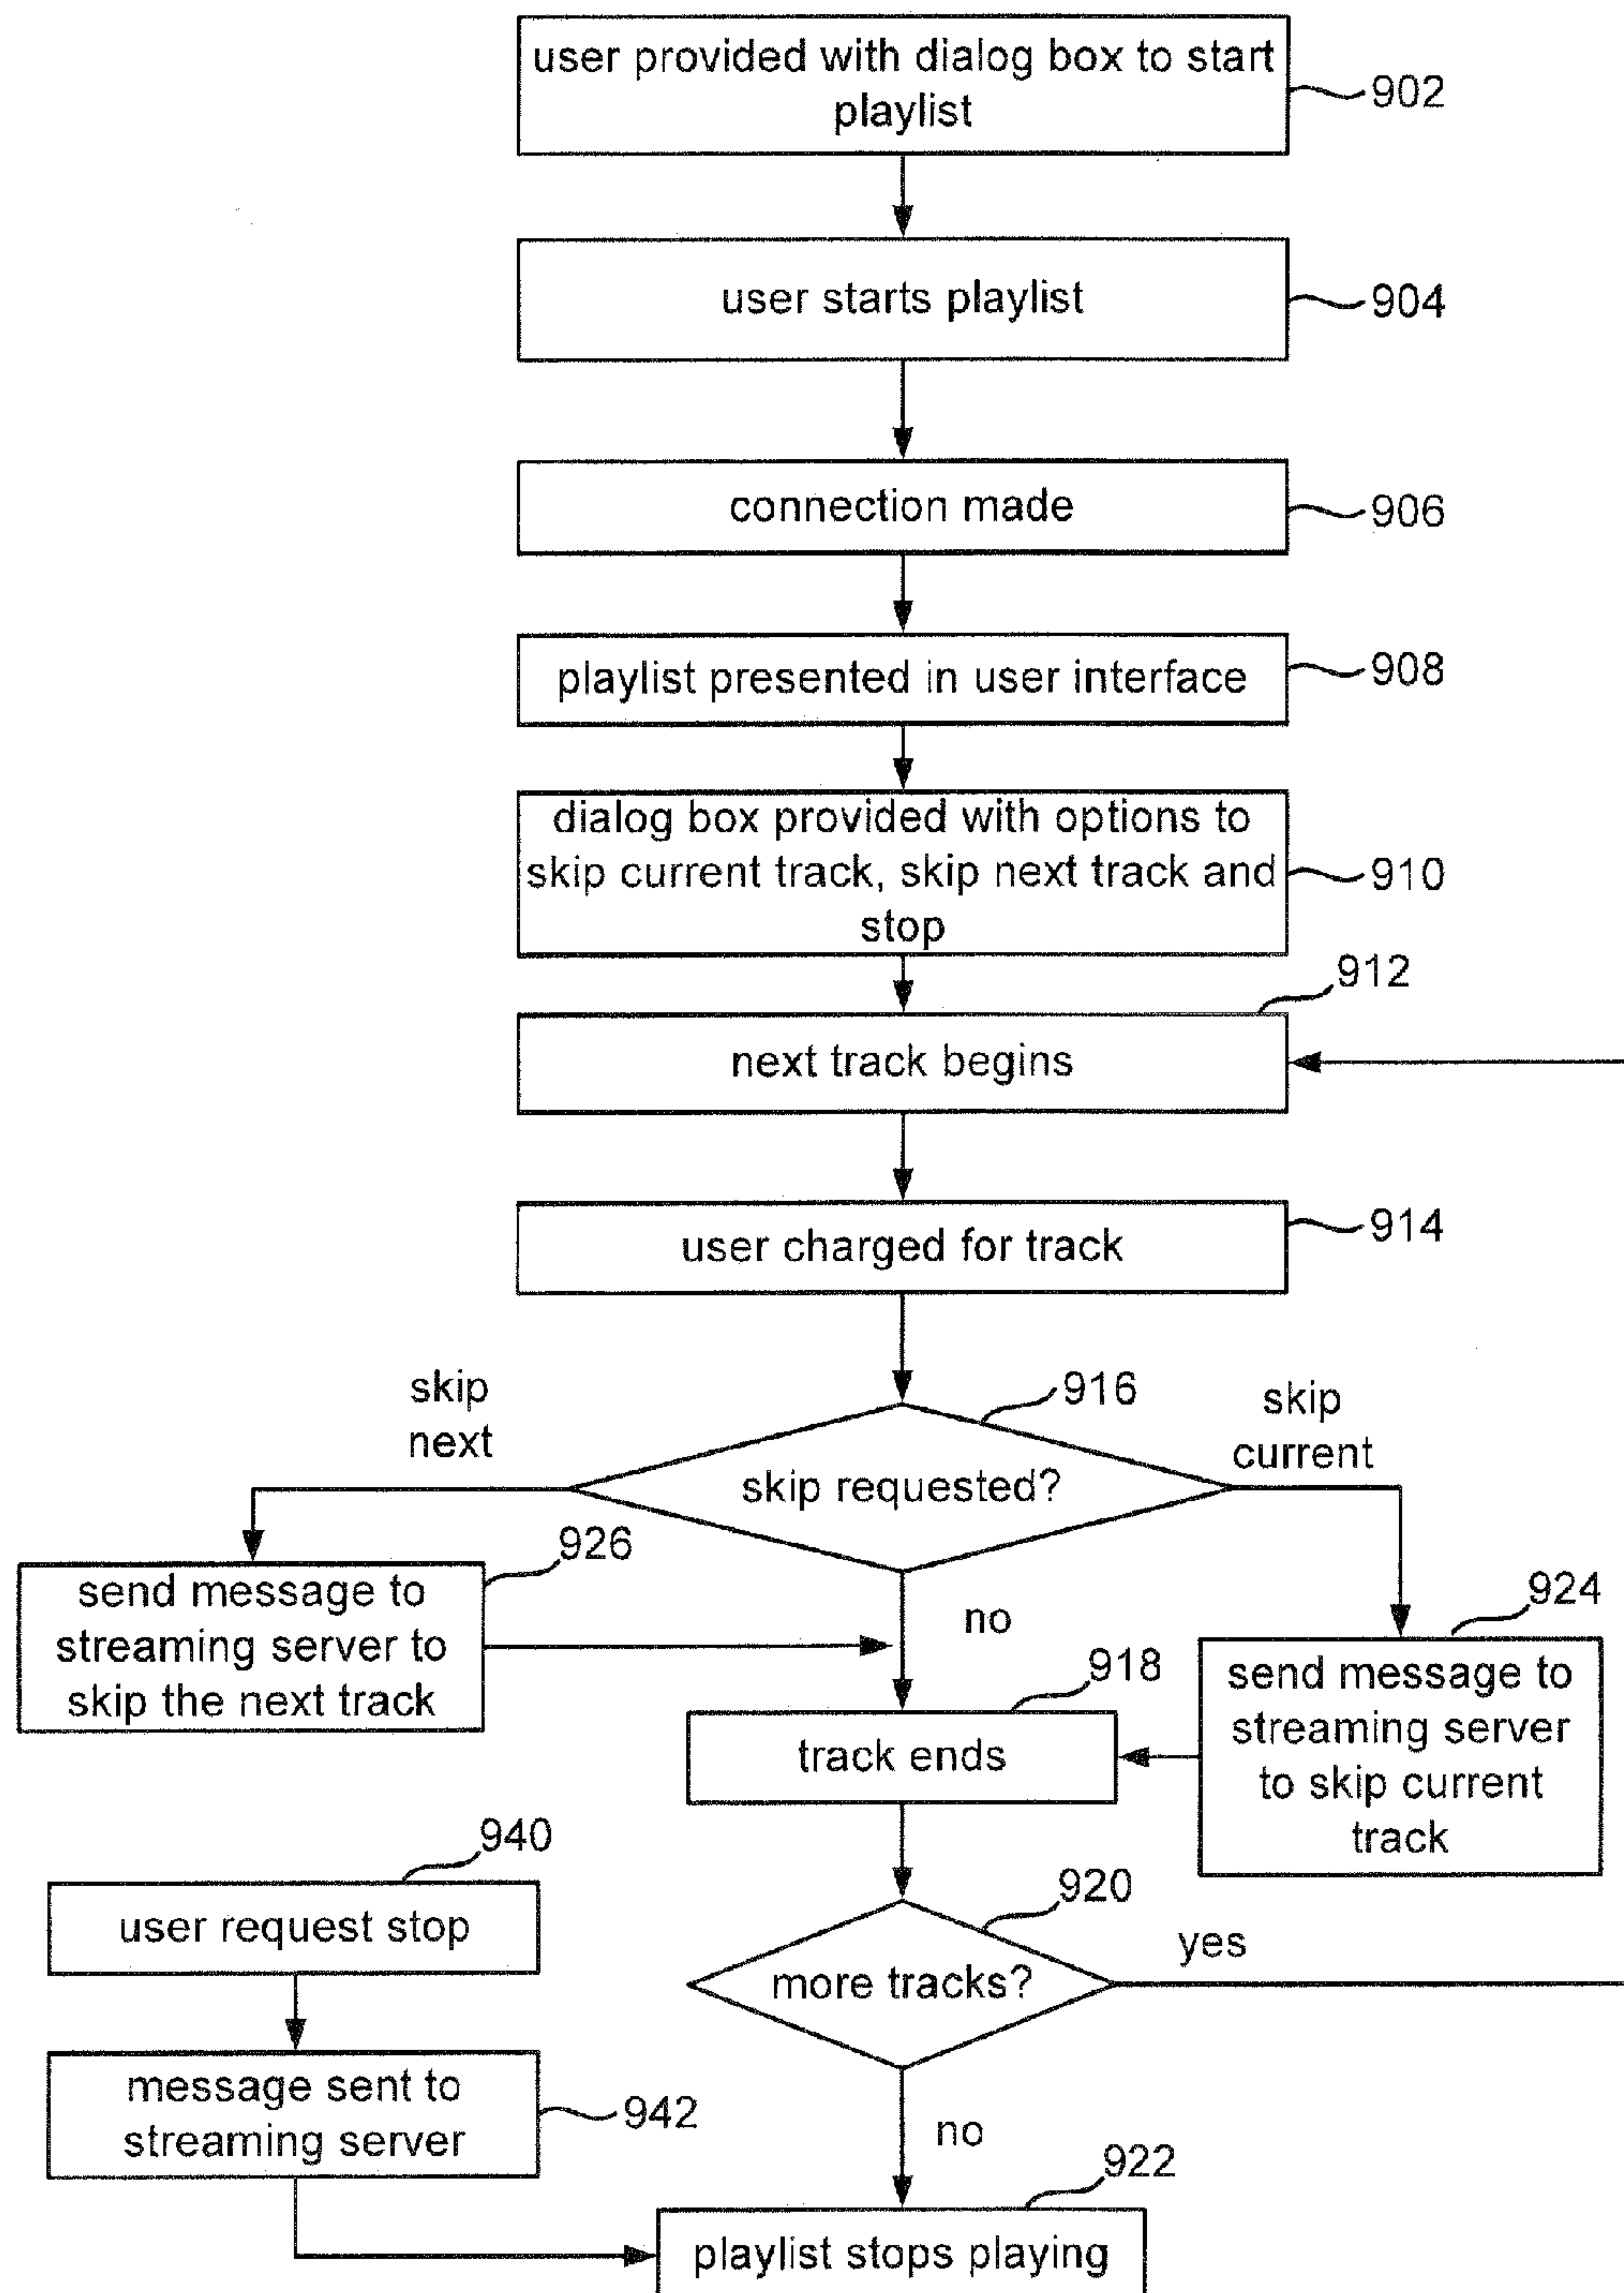 user provided with dialog box to start
playlist
902
user starts playlist
904
connection made
906
playlist presented in user interface
908
dialog box provided with options to
skip current track, skip next track and
stop
910
912
next track begins
914
user charged for track
916
skip
next
skip
current
skip requested?
926
send message to
streaming server to
skip the next track
no
924
send message to
streaming server
to skip current
track
918
track ends
940
user request stop
920
more tracks?
yes
message sent to
streaming server
942
no
922
playlist stops playing